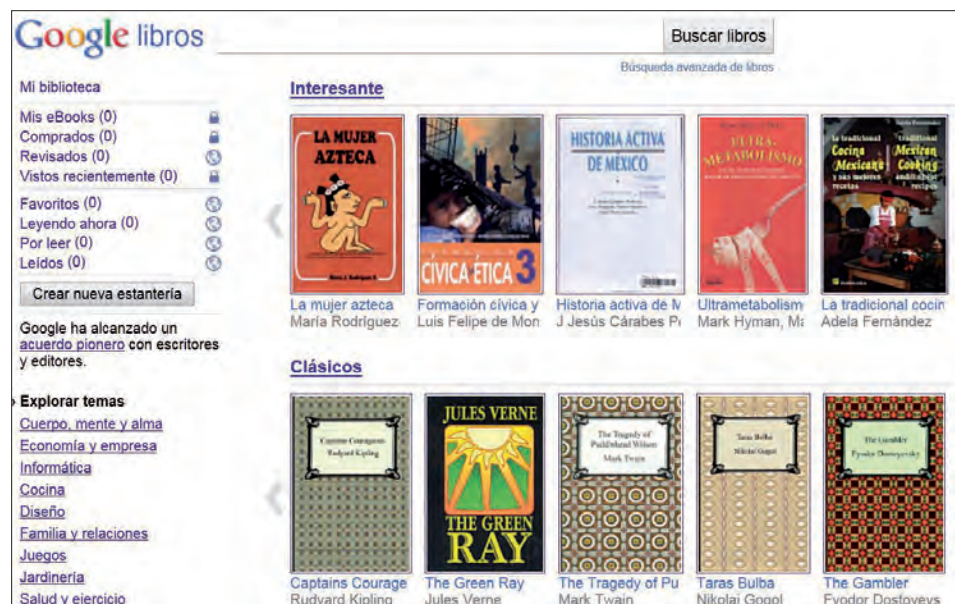 Google libros
Buscar libros
Búsqueda avanzada de libros
Mi biblioteca
Mis eBooks (0)
Comprados (0)
Revisados (0)
Vistos recientemente (0)
Favoritos (0)
Leyendo ahora (0)
Por leer (0)
Leídos (0)
Crear nueva estantería
Google ha alcanzado un
acuerdo pionero con escritores
y editores.
Explorar temas
Cuerpo, mente y alma
Economía y empresa
Informática
Cocina
Diseño
Familia y relaciones
Juegos
Jardinería
Salud y ejercicio
Interesante
LA MUJER
AZTECA
CÍVICA ÉTICA 3
HISTORIA ACTIVA
DE MÉXICO
ULTRA-
METABOLISMO
La tradicional
Cocina
Mexicana
y sus mejores
recetas
traditional
Mexican
Cooking
recipes
La mujer azteca
María Rodríguez
Formación cívica y
Luis Felipe de Mon
Historia activa de M
J Jesús Cárabes Pe
Ultrametabolism
Mark Hyman, Ma
La tradicional cocin
Adela Fernández
Clásicos
Captains Courageous
Rudyard Kipling
JULES VERNE
THE GREEN
RAY
The Tragedy of
Pudd'nhead Wilson
Mark Twain
Taras Bulba
Nikolai Gogol
The Gambler
Fyodor Dostoyevsky
Captains Courage
Rudyard Kipling
The Green Ray
Jules Verne
The Tragedy of Pu
Mark Twain
Taras Bulba
Nikolai Gogol
The Gambler
Fyodor Dostoyevs